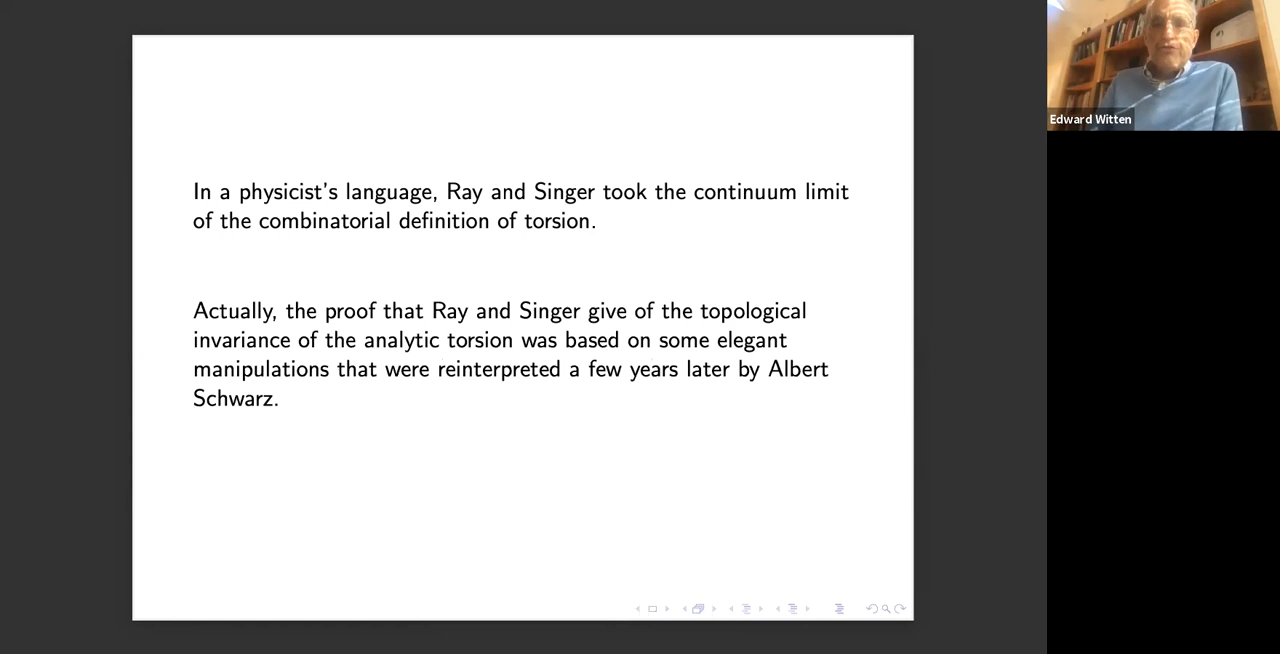 In a physicist's language, Ray and Singer took the continuum limit
of the combinatorial definition of torsion.
Actually, the proof that Ray and Singer give of the topological
invariance of the analytic torsion was based on some elegant
manipulations that were reinterpreted a few years later by Albert
Schwarz.
Edward Witten